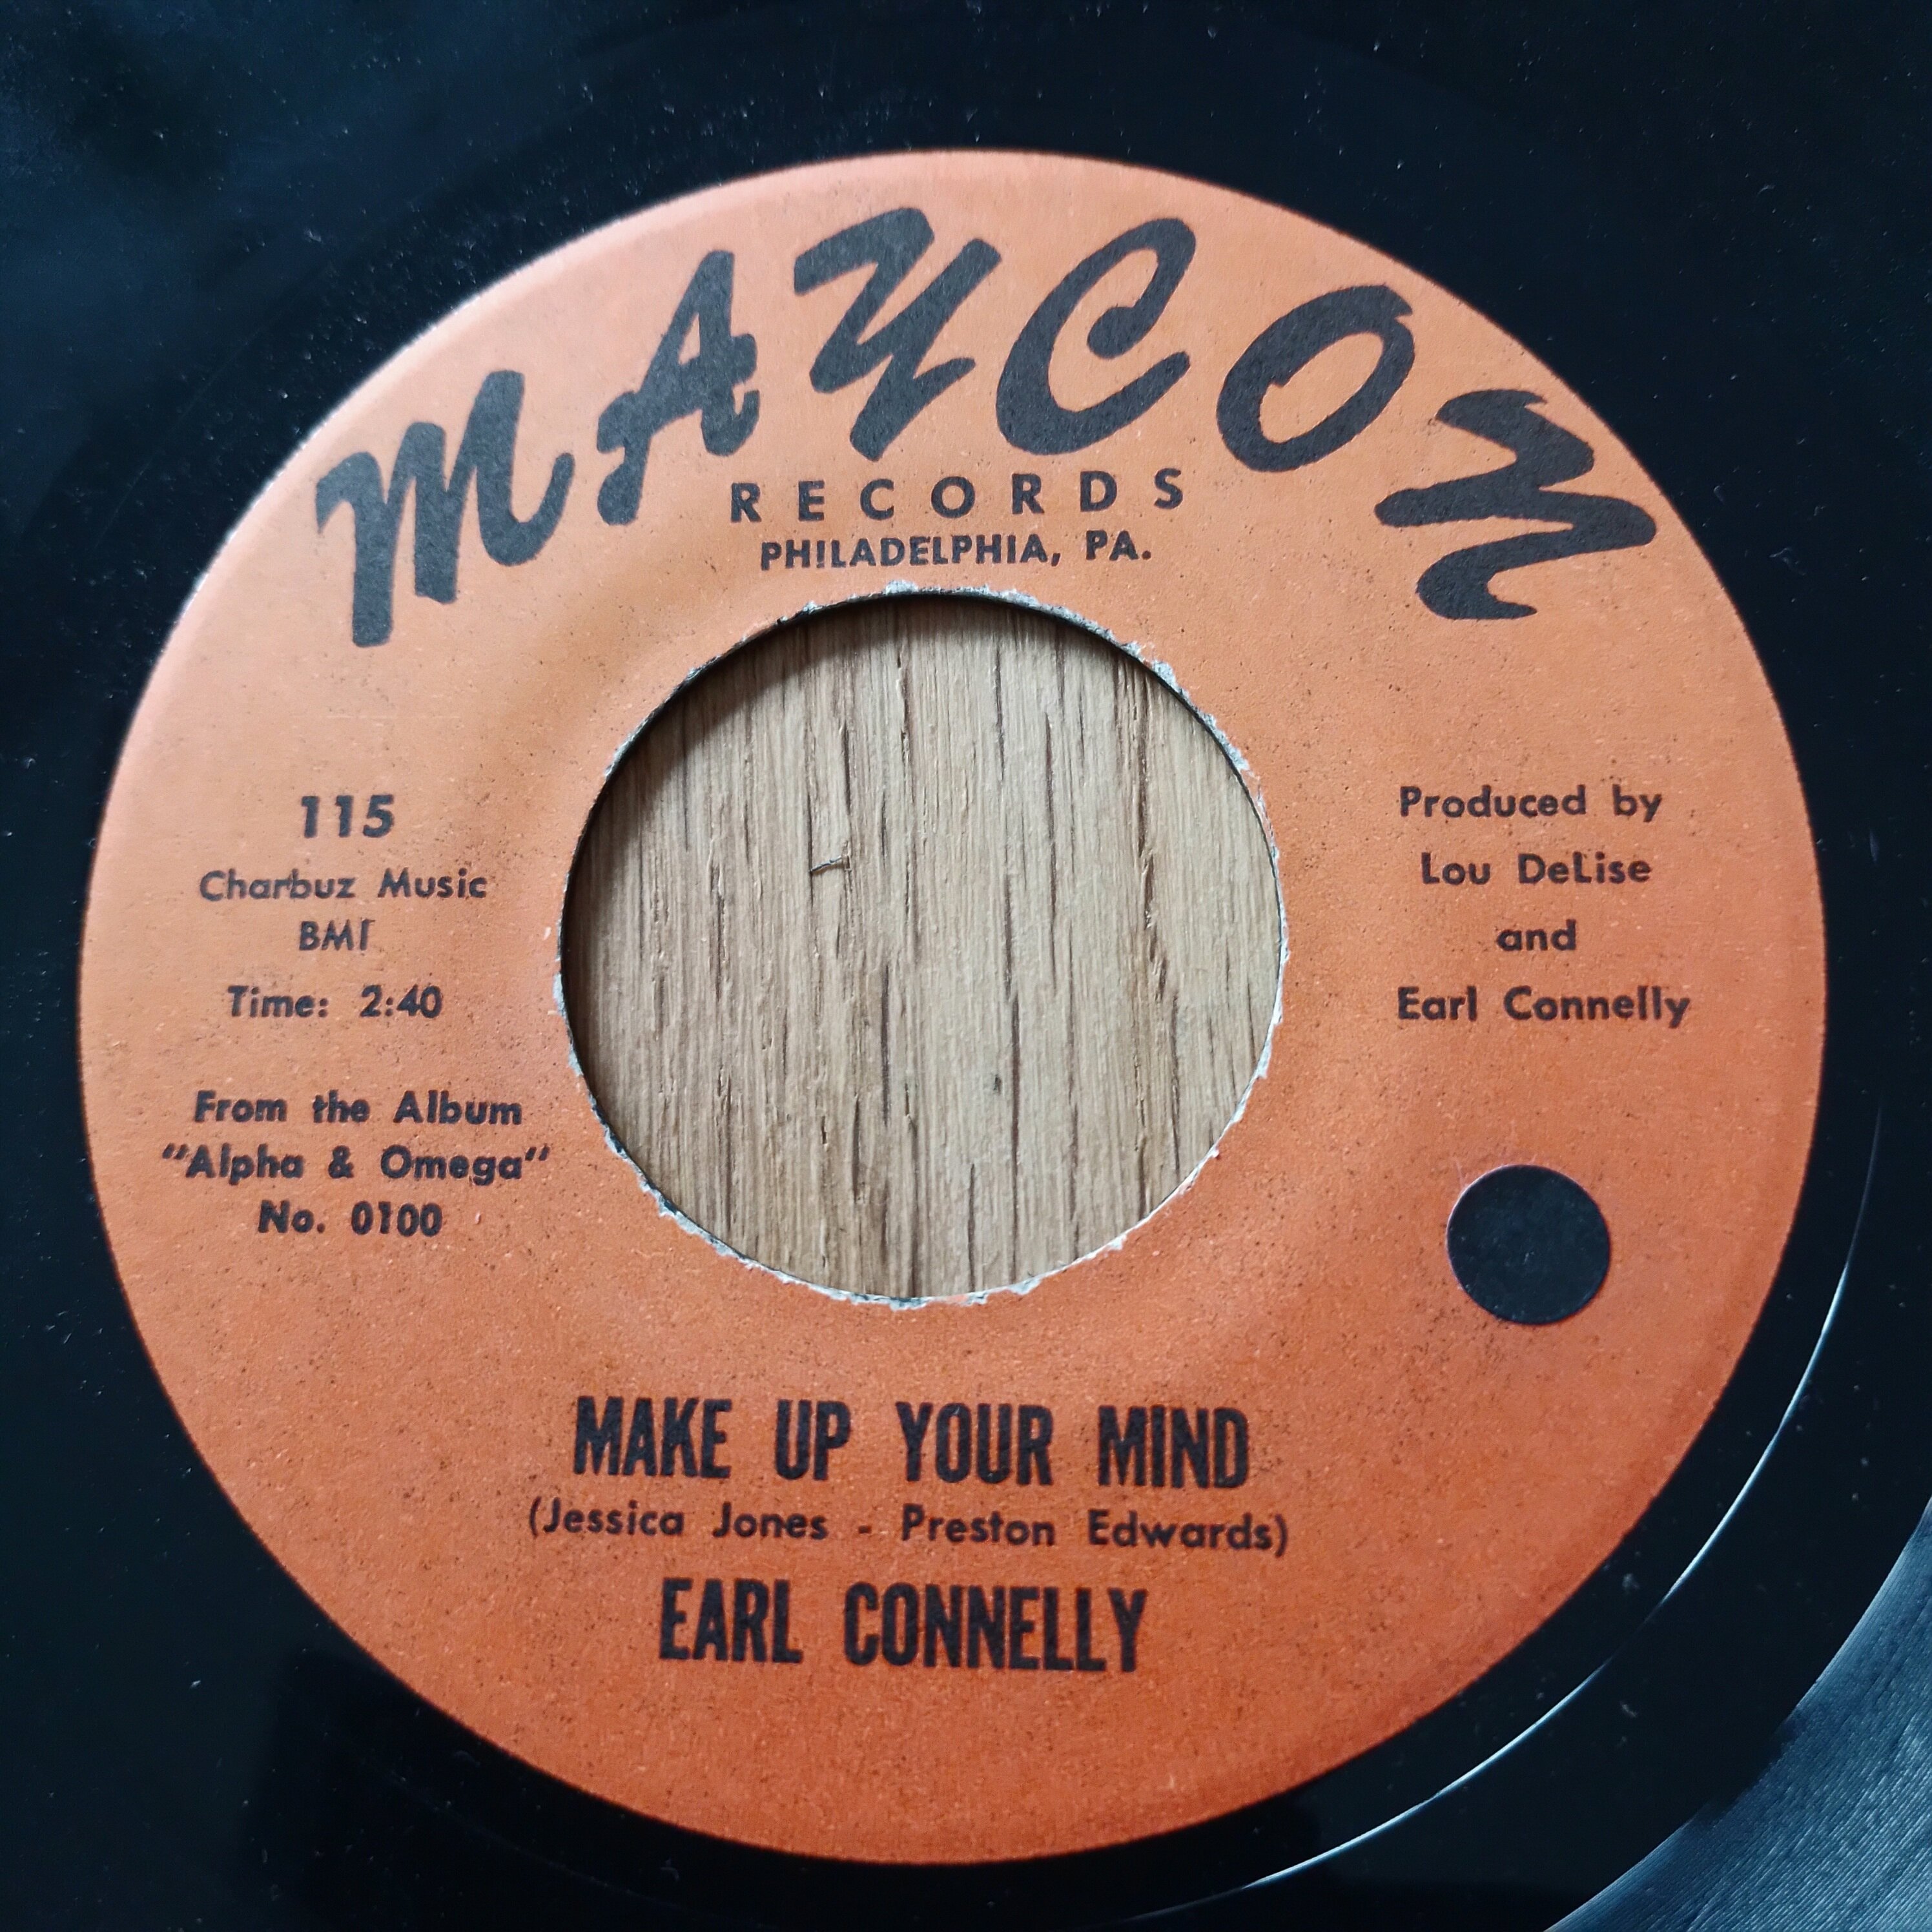 MAYCON
RECORDS
PHILADELPHIA, PA.
115
Charbuz Music
BMI
Time: 2:40
From the Album
"Alpha & Omega"
No. 0100
Produced by
Lou DeLise
and
Earl Connelly
MAKE UP YOUR MIND
(Jessica Jones - Preston Edwards)
EARL CONNELLY